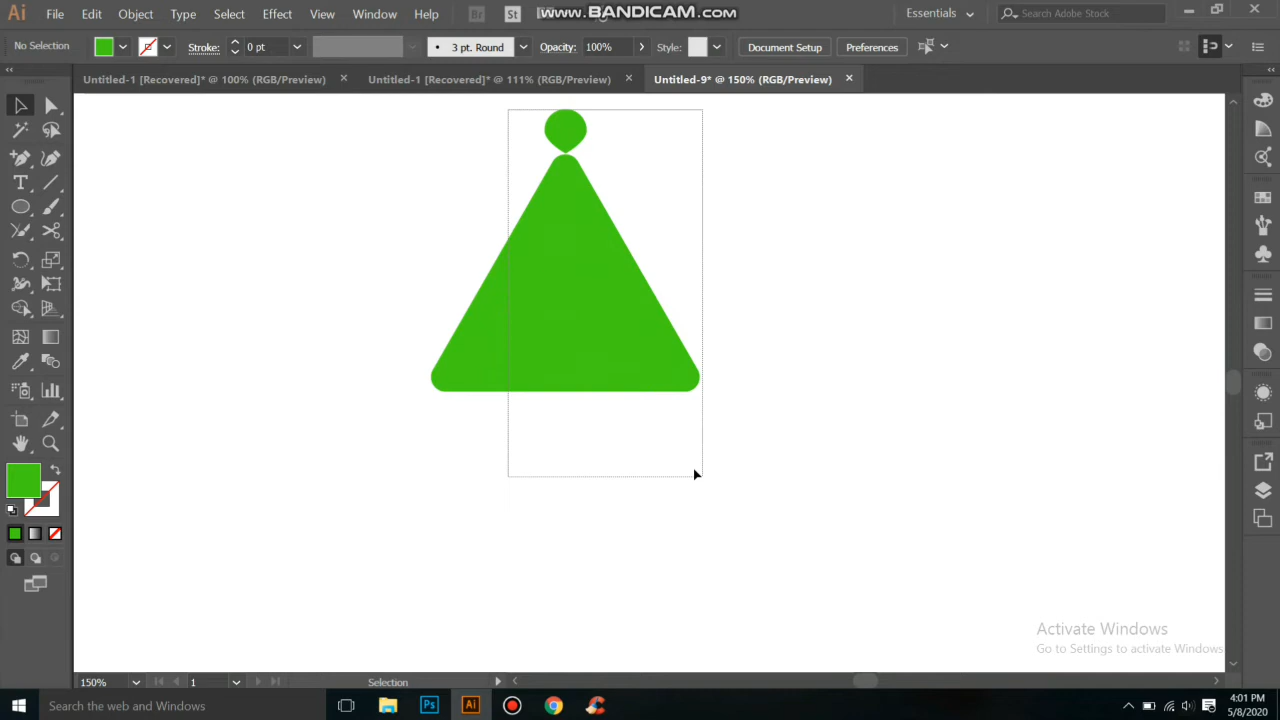 Ai File Edit Object Type Select Effect View Window Help Br St www.BANDICAM.com Essentials Search Adobe Stock
No Selection Stroke: 0 pt 3 pt. Round Opacity: 100% Style: Document Setup Preferences
Untitled-1 [Recovered]* @ 100% (RGB/Preview) × Untitled-1 [Recovered]* @ 111% (RGB/Preview) × Untitled-9* @ 150% (RGB/Preview) ×
T
Activate Windows
Go to Settings to activate Windows
150% 1 Selection
Search the web and Windows Ps Ai 4:01 PM
5/8/2020